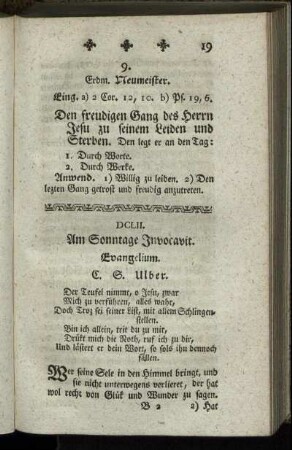 19
9.
Erdm. Neumeister.
Eing. a) 2 Cor. 12, 10. b) Ps. 19, 6.
Den freudigen Gang des Herrn
Jesu zu seinem Leiden und
Sterben. Den legt er an den Tag:
1. Durch Worte.
2. Durch Werke.
Anwend. 1) Willig zu leiden. 2) Den
lezten Gang getrost und freudig anzutreten.
DCLII.
Am Sonntage Invocavit.
Evangelium.
C. S. Ulber.
Der Teufel nimmt, o Jesu, zwar
Mich zu verführen, alles wahr,
Doch Troz sei seiner List, mit allem Schlingen-
stellen.
Bin ich allein, trit du zu mir,
Drükt mich die Noth, ruf ich zu dir,
Und lästert er dein Wort, so sols ihn dennoch
fällen.
Wer seine Sele in den Himmel bringt, und
sie nicht unterwegens verlieret, der hat
wol recht von Glük und Wunder zu sagen.
B 2 2) Hat